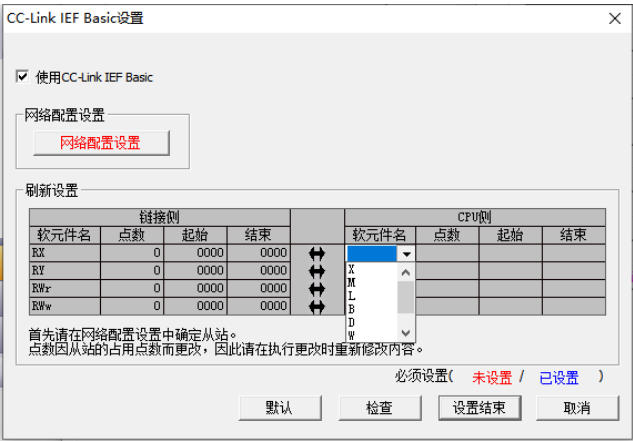 CC-Link IEF Basic设置
使用CC-Link IEF Basic
网络配置设置
网络配置设置
刷新设置
链接侧 CPU侧
软元件名 点数 起始 结束 软元件名 点数 起始 结束
RX 0 0000 0000
RY 0 0000 0000 X
RWr 0 0000 0000 M
L
RWw 0 0000 0000 B
D
W
首先请在网络配置设置中确定从站。
点数因从站的占用点数而更改，因此请在执行更改时重新修改内容。
必须设置( 未设置 / 已设置 )
默认 检查 设置结束 取消